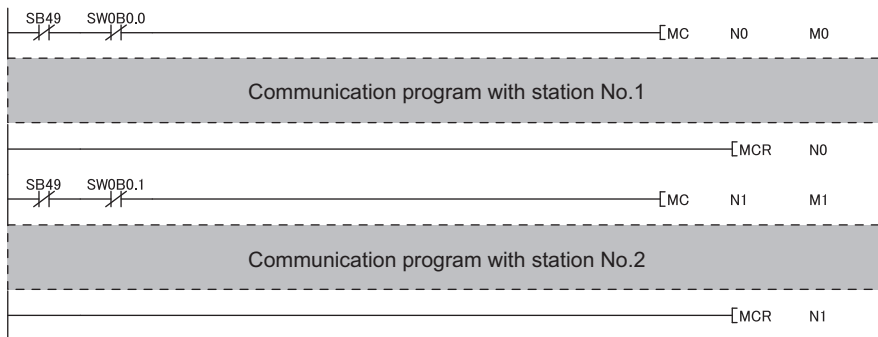 SB49 SW0B0.0
[MC N0 M0
Communication program with station No.1
[MCR N0
SB49 SW0B0.1
[MC N1 M1
Communication program with station No.2
[MCR N1